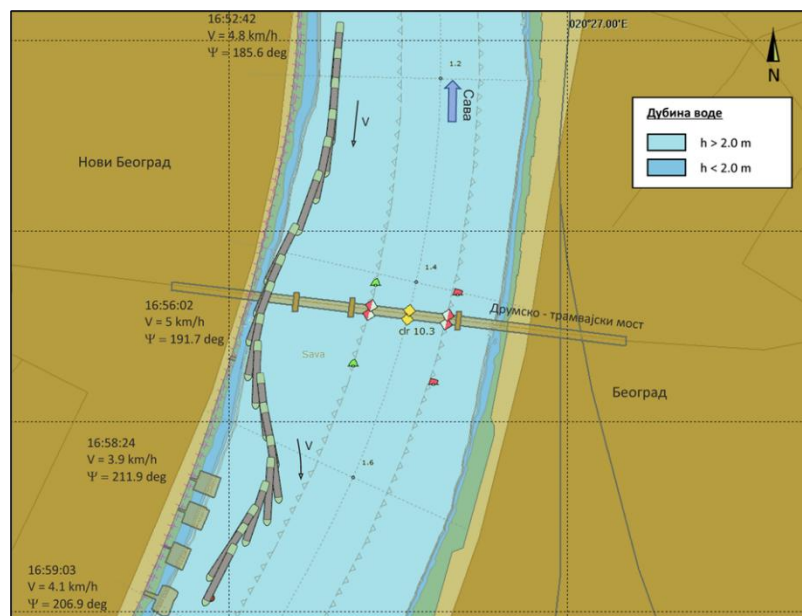 16:52:42
V = 4.8 km/h
Ψ = 185.6 deg
020°27.00'E
1.2
Сава
V
N
Дубина воде
h > 2.0 m
h < 2.0 m
Нови Београд
1.4
16:56:02
V = 5 km/h
Ψ = 191.7 deg
Друмско - трамвајски мост
clr 10.3
Sava
Београд
16:58:24
V = 3.9 km/h
Ψ = 211.9 deg
V
1.6
16:59:03
V = 4.1 km/h
Ψ = 206.9 deg